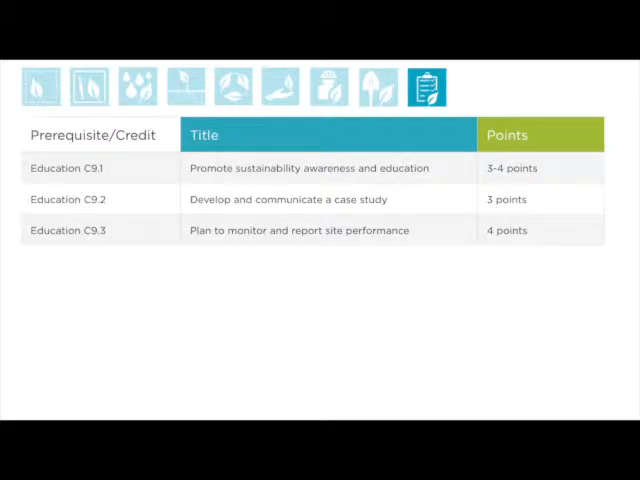 Prerequisite/Credit Title Points
Education C9.1 Promote sustainability awareness and education 3-4 points
Education C9.2 Develop and communicate a case study 3 points
Education C9.3 Plan to monitor and report site performance 4 points